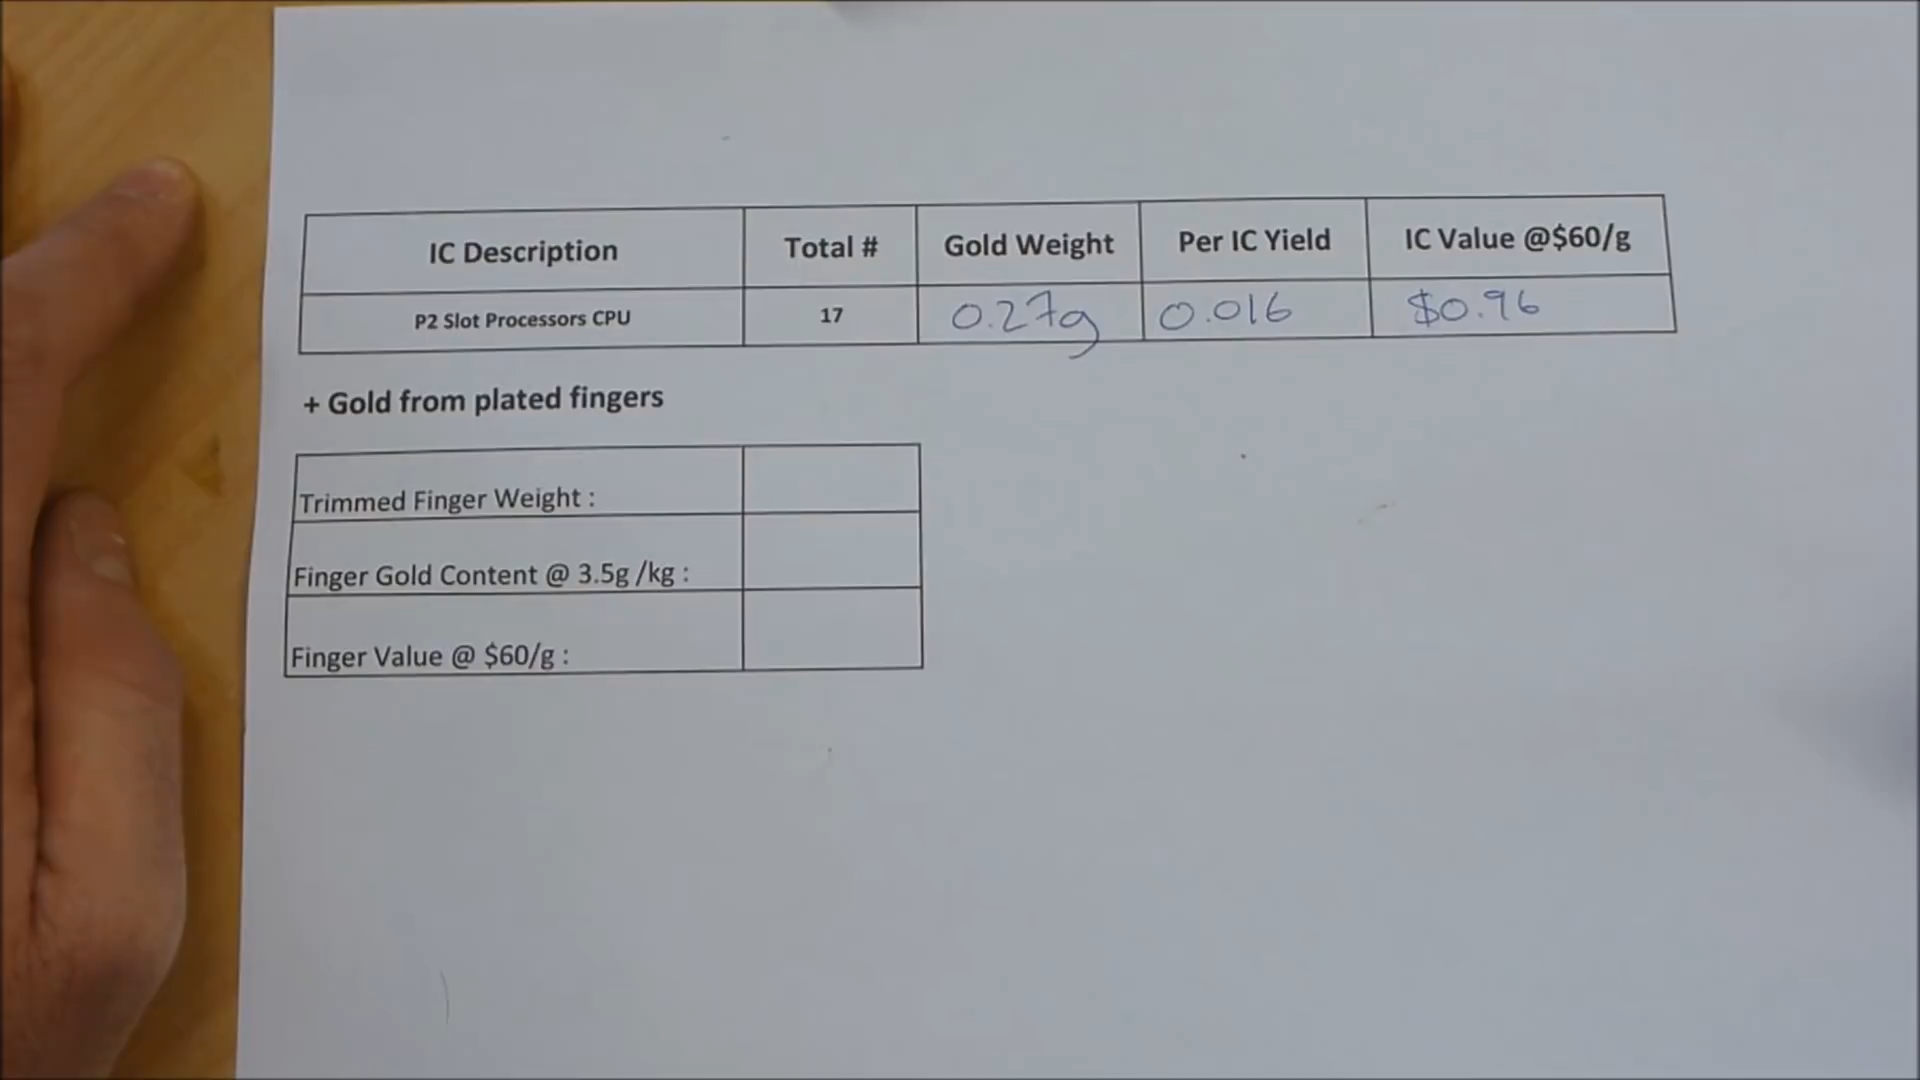 IC Description Total # Gold Weight Per IC Yield IC Value @$60/g
P2 Slot Processors CPU 17 0.27g 0.016 $0.96
+ Gold from plated fingers
Trimmed Finger Weight :
Finger Gold Content @ 3.5g /kg :
Finger Value @ $60/g :